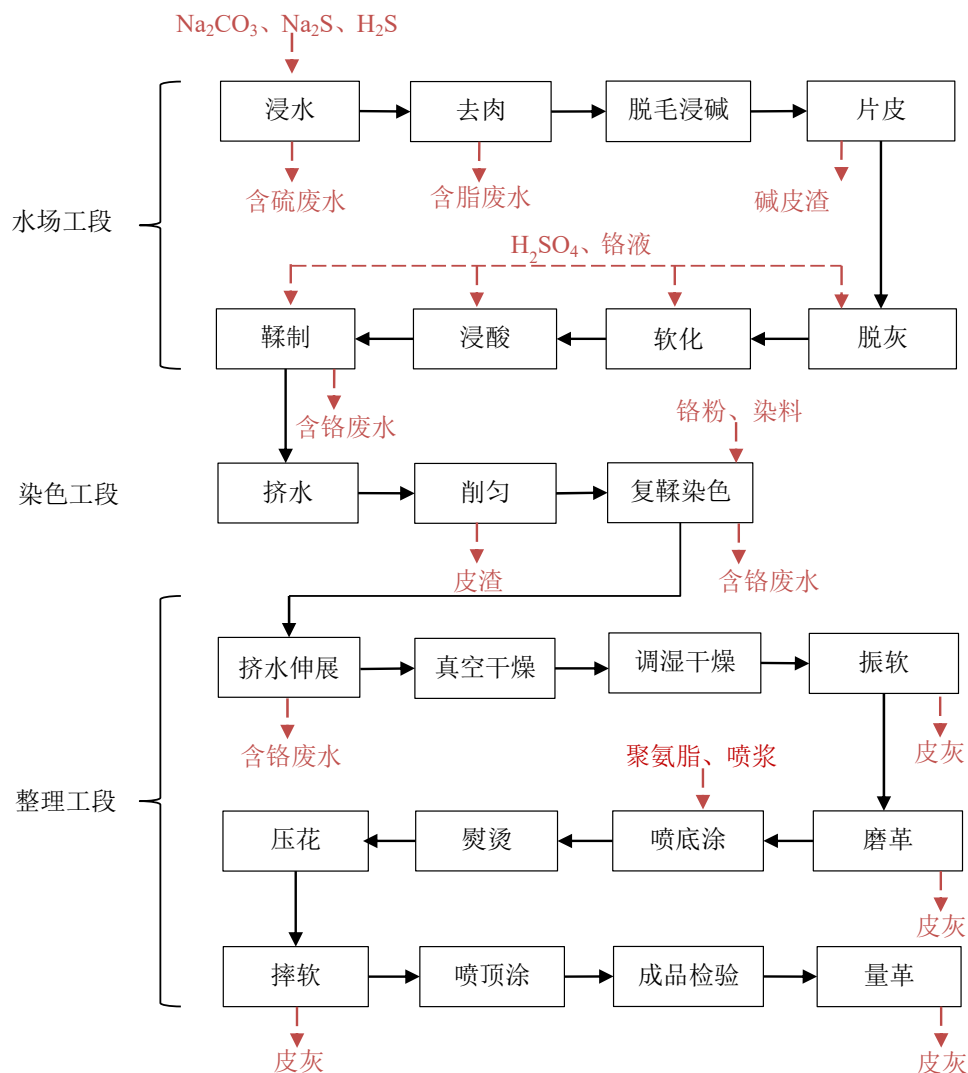 Na₂CO₃、Na₂S、H₂S
浸水
去肉
脱毛浸碱
片皮
含硫废水
含脂废水
碱皮渣
水场工段
H₂SO₄、铬液
鞣制
浸酸
软化
脱灰
含铬废水
铬粉、染料
染色工段
挤水
削匀
复鞣染色
皮渣
含铬废水
挤水伸展
真空干燥
调湿干燥
振软
含铬废水
皮灰
聚氨脂、喷浆
整理工段
压花
熨烫
喷底涂
磨革
皮灰
摔软
喷顶涂
成品检验
量革
皮灰
皮灰